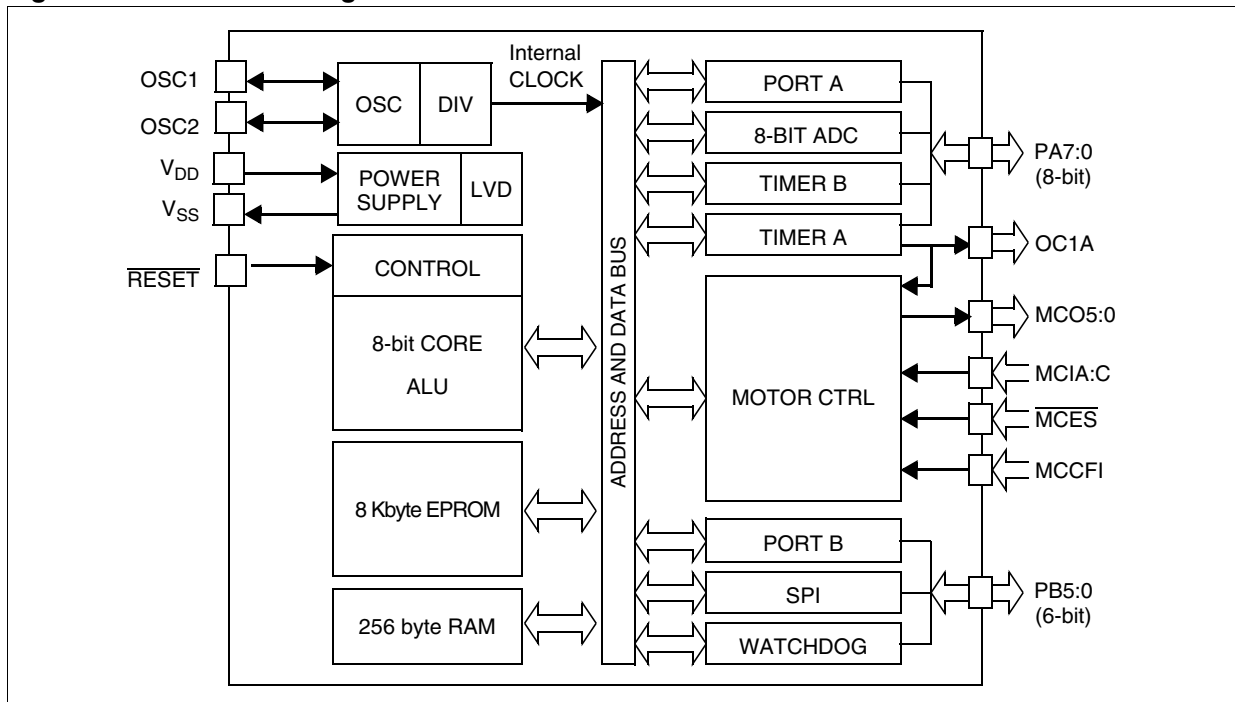 OSC1
OSC2
VDD
VSS
RESET
OSC
DIV
Internal
CLOCK
POWER
SUPPLY
LVD
CONTROL
8-bit CORE
ALU
8 Kbyte EPROM
256 byte RAM
ADDRESS AND DATA BUS
PORT A
8-BIT ADC
TIMER B
TIMER A
MOTOR CTRL
PORT B
SPI
WATCHDOG
PA7:0
(8-bit)
OC1A
MCO5:0
MCIA:C
MCES
MCCFI
PB5:0
(6-bit)